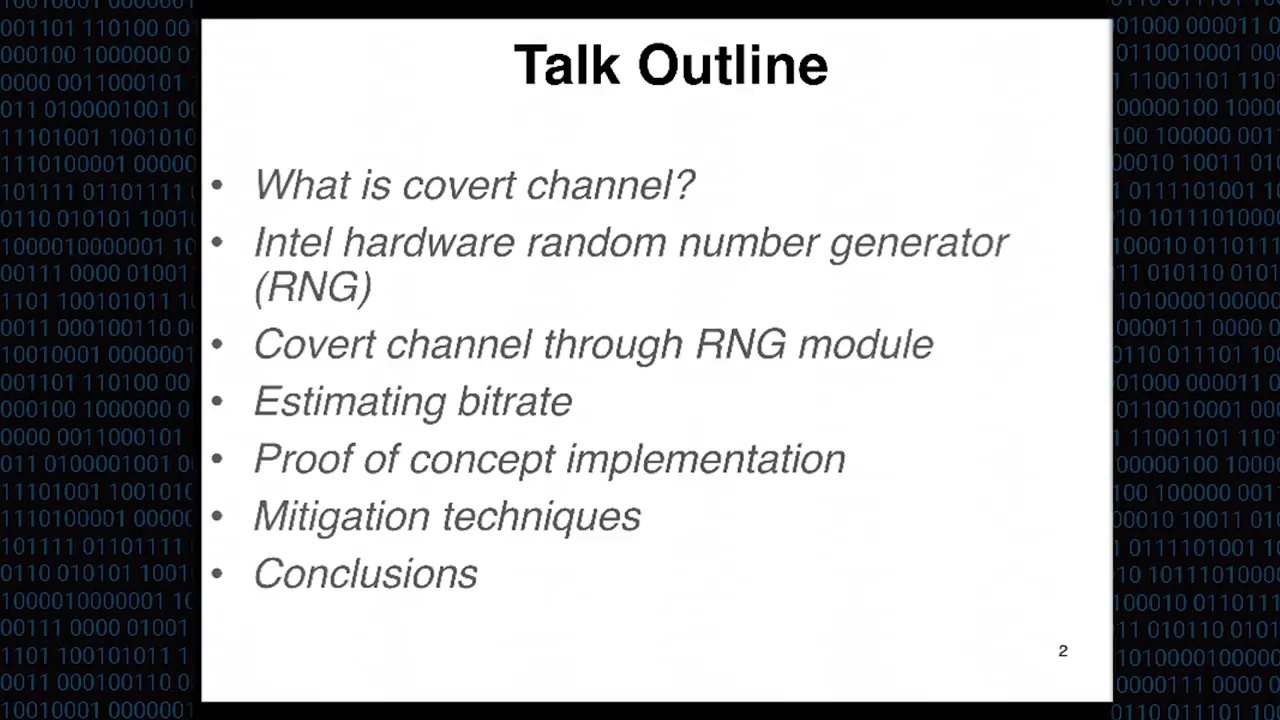 Talk Outline
• What is covert channel?
• Intel hardware random number generator
(RNG)
• Covert channel through RNG module
• Estimating bitrate
• Proof of concept implementation
• Mitigation techniques
• Conclusions
2